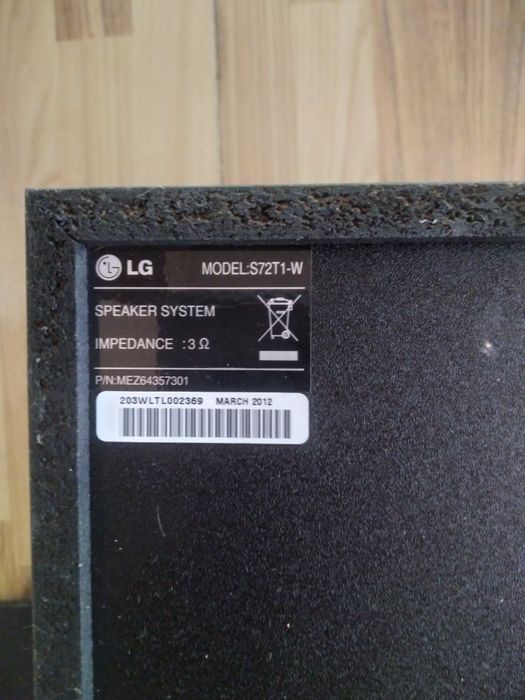 LG MODEL:S72T1-W
SPEAKER SYSTEM
IMPEDANCE : 3 Ω
P/N:MEZ64357301
203WLTL002369 MARCH 2012